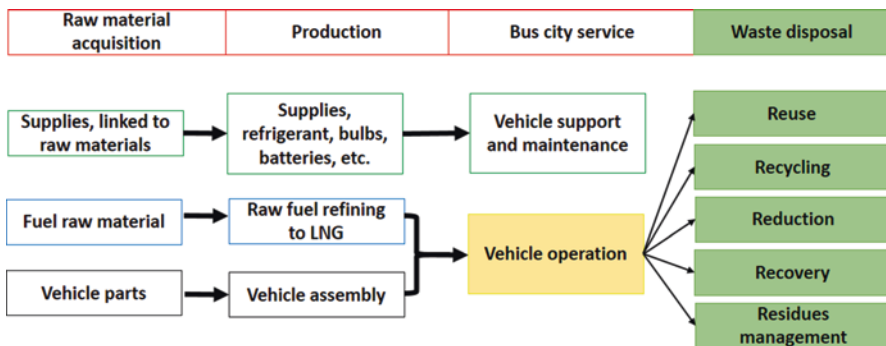 Raw material
acquisition
Production
Bus city service
Waste disposal
Supplies, linked to
raw materials
Supplies,
refrigerant, bulbs,
batteries, etc.
Vehicle support
and maintenance
Reuse
Recycling
Fuel raw material
Raw fuel refining
to LNG
Vehicle operation
Reduction
Vehicle parts
Vehicle assembly
Recovery
Residues
management